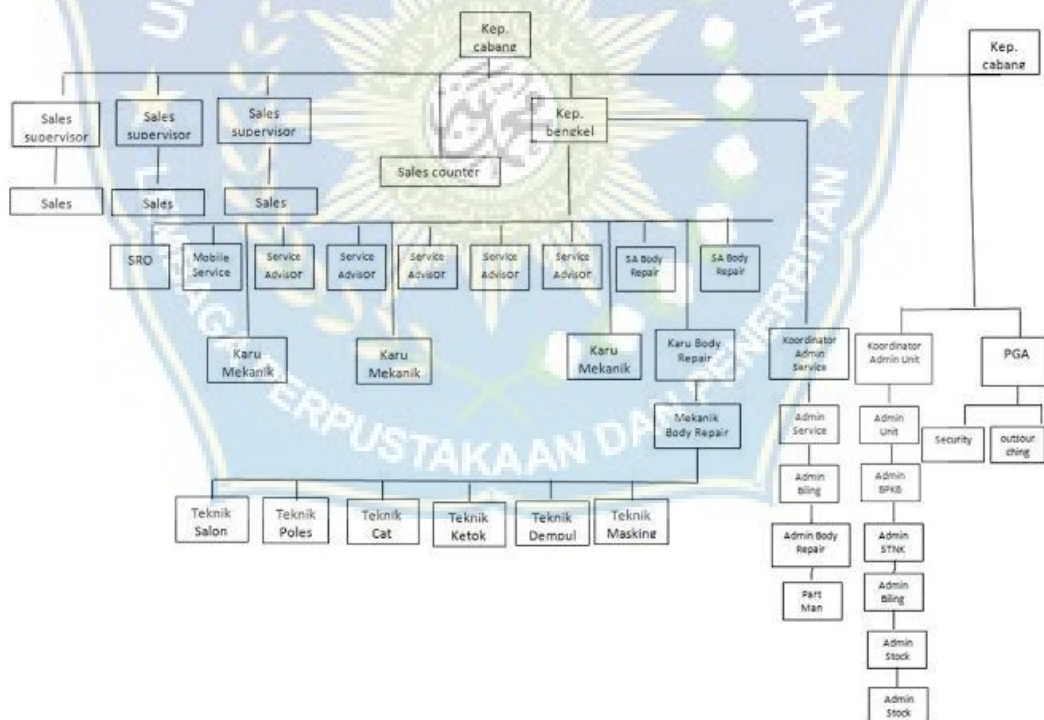 Kep.
cabang
Kep.
cabang
Sales
supervisor
Sales
supervisor
Sales
supervisor
Kep.
bengkel
Sales counter
Sales
Sales
Sales
SRO
Mobile
Service
Service
Advisor
Service
Advisor
Service
Advisor
Service
Advisor
Service
Advisor
SA Body
Repair
SA Body
Repair
Karu
Mekanik
Karu
Mekanik
Karu
Mekanik
Karu Body
Repair
Koordinator
Admin
Service
Koordinator
Admin Unit
PGA
Mekanik
Body Repair
Admin
Service
Admin
Unit
Security
outsour
ching
Admin
Biling
Admin
BPKB
Teknik
Salon
Teknik
Poles
Teknik
Cat
Teknik
Ketok
Teknik
Dempul
Teknik
Masking
Admin Body
Repair
Admin
STNK
Part
Man
Admin
Biling
Admin
Stock
Admin
Stock
PERPUSTAKAAN DAN PENERBITAN